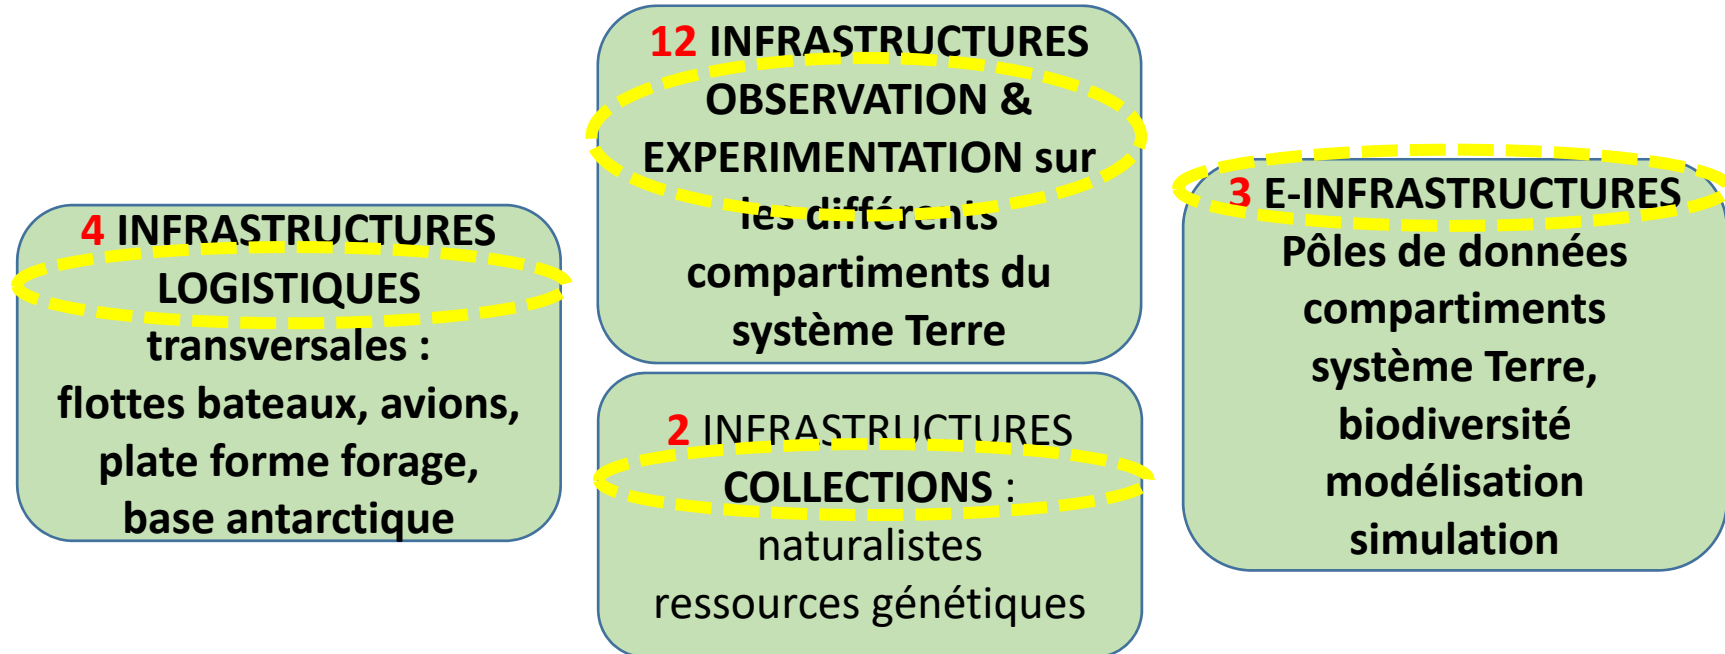 4 INFRASTRUCTURES
LOGISTIQUES
transversales :
flottes bateaux, avions,
plate forme forage,
base antarctique
12 INFRASTRUCTURES
OBSERVATION &
EXPERIMENTATION sur
les différents
compartiments du
système Terre
2 INFRASTRUCTURES
COLLECTIONS :
naturalistes
ressources génétiques
3 E-INFRASTRUCTURES
Pôles de données
compartiments
système Terre,
biodiversité
modélisation
simulation